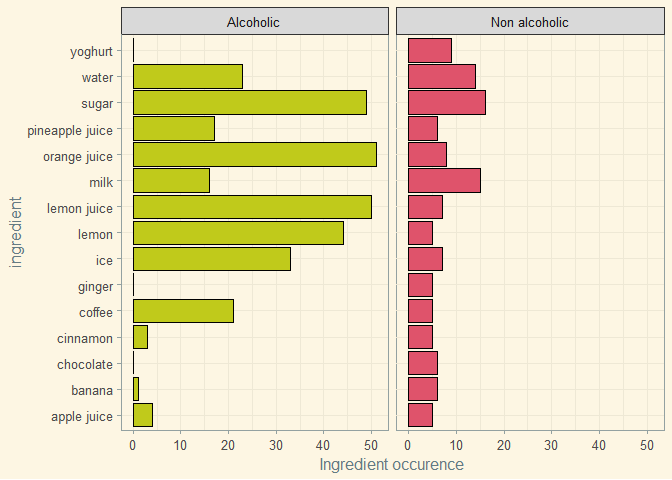 Alcoholic
Non alcoholic
yoghurt
water
sugar
pineapple juice
orange juice
milk
lemon juice
lemon
ice
ginger
coffee
cinnamon
chocolate
banana
apple juice
ingredient
0 10 20 30 40 50
0 10 20 30 40 50
Ingredient occurence